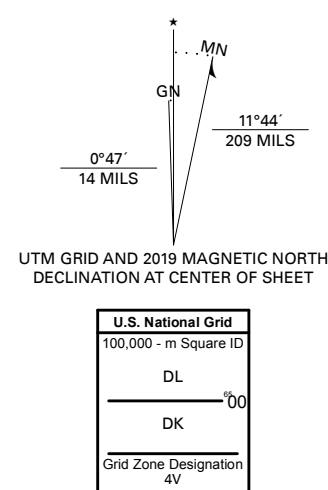 ★
MN
GN
11°44´
209 MILS
0°47´
14 MILS
UTM GRID AND 2019 MAGNETIC NORTH
DECLINATION AT CENTER OF SHEET
U.S. National Grid
100,000 - m Square ID
DL
6500
DK
Grid Zone Designation
4V